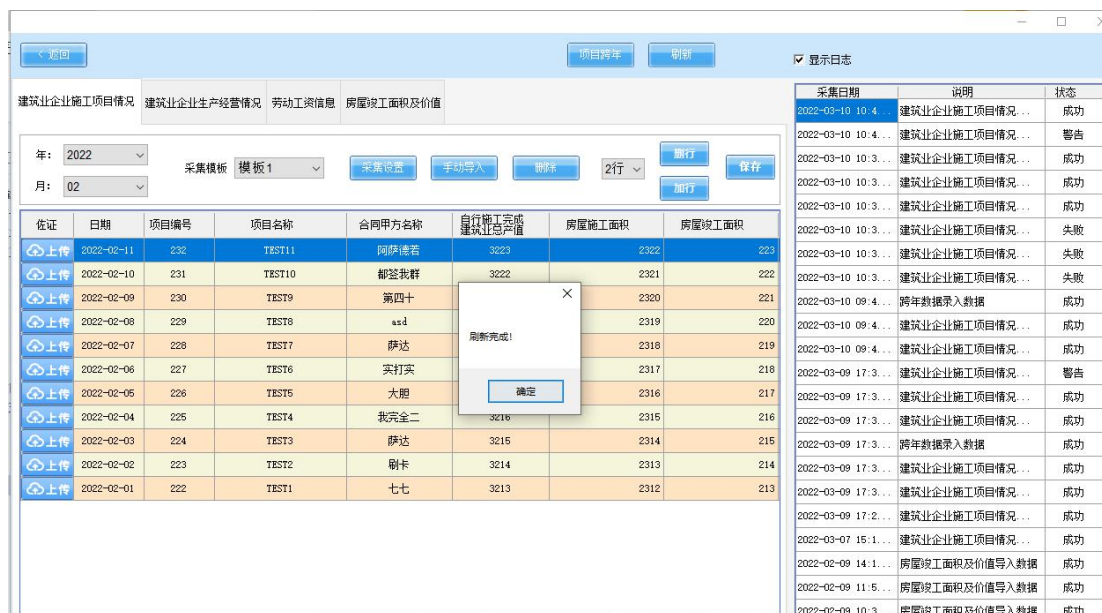 < 返回
项目跨年
刷新
显示日志
建筑业企业施工项目情况 建筑业企业生产经营情况 劳动工资信息 房屋竣工面积及价值
年: 2022
月: 02
采集模板 模板1
采集设置 手动导入 删除 2行 删行 加行 保存
佐证 日期 项目编号 项目名称 合同甲方名称 自行施工完成建筑业总产值 房屋施工面积 房屋竣工面积
上传 2022-02-11 232 TEST11 阿萨德若 3223 2322 223
上传 2022-02-10 231 TEST10 都签我群 3222 2321 222
上传 2022-02-09 230 TEST9 第四十 2320 221
上传 2022-02-08 229 TEST8 asd 2319 220
上传 2022-02-07 228 TEST7 萨达 2318 219
上传 2022-02-06 227 TEST6 实打实 2317 218
上传 2022-02-05 226 TEST5 大胆 2316 217
上传 2022-02-04 225 TEST4 我完全二 3216 2315 216
上传 2022-02-03 224 TEST3 萨达 3215 2314 215
上传 2022-02-02 223 TEST2 刷卡 3214 2313 214
上传 2022-02-01 222 TEST1 七七 3213 2312 213
刷新完成!
确定
采集日期 说明 状态
2022-03-10 10:4... 建筑业企业施工项目情况... 成功
2022-03-10 10:4... 建筑业企业施工项目情况... 警告
2022-03-10 10:3... 建筑业企业施工项目情况... 成功
2022-03-10 10:3... 建筑业企业施工项目情况... 成功
2022-03-10 10:3... 建筑业企业施工项目情况... 成功
2022-03-10 10:3... 建筑业企业施工项目情况... 失败
2022-03-10 10:3... 建筑业企业施工项目情况... 失败
2022-03-10 10:3... 建筑业企业施工项目情况... 失败
2022-03-10 09:4... 跨年数据录入数据 成功
2022-03-10 09:4... 建筑业企业施工项目情况... 成功
2022-03-10 09:4... 建筑业企业施工项目情况... 成功
2022-03-09 17:3... 建筑业企业施工项目情况... 警告
2022-03-09 17:3... 建筑业企业施工项目情况... 成功
2022-03-09 17:3... 建筑业企业施工项目情况... 成功
2022-03-09 17:3... 跨年数据录入数据 成功
2022-03-09 17:3... 建筑业企业施工项目情况... 成功
2022-03-09 17:3... 建筑业企业施工项目情况... 成功
2022-03-09 17:2... 建筑业企业施工项目情况... 成功
2022-03-07 15:1... 建筑业企业施工项目情况... 成功
2022-02-09 14:1... 房屋竣工面积及价值导入数据 成功
2022-02-09 11:5... 房屋竣工面积及价值导入数据 成功
2022-02-09 10:3... 房屋竣工面积及价值导入数据 成功